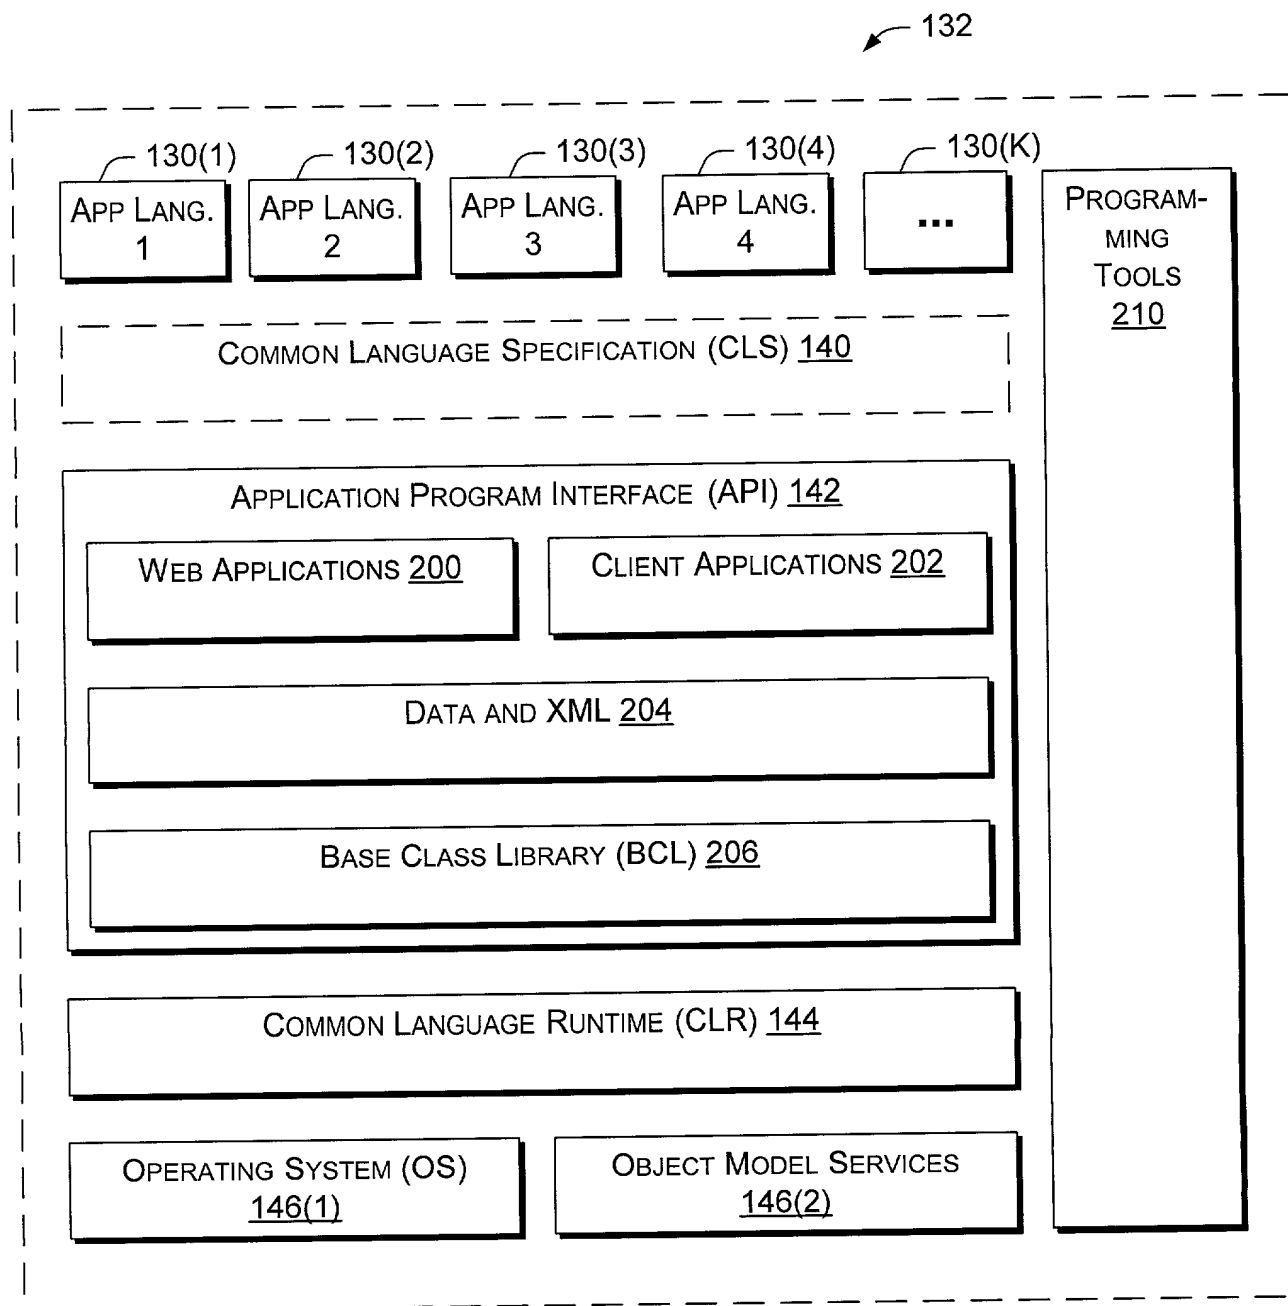 132
130(1) 130(2) 130(3) 130(4) 130(K)
APP LANG.
1
APP LANG.
2
APP LANG.
3
APP LANG.
4
...
PROGRAM-
MING
TOOLS
210
COMMON LANGUAGE SPECIFICATION (CLS) 140
APPLICATION PROGRAM INTERFACE (API) 142
WEB APPLICATIONS 200
CLIENT APPLICATIONS 202
DATA AND XML 204
BASE CLASS LIBRARY (BCL) 206
COMMON LANGUAGE RUNTIME (CLR) 144
OPERATING SYSTEM (OS)
146(1)
OBJECT MODEL SERVICES
146(2)